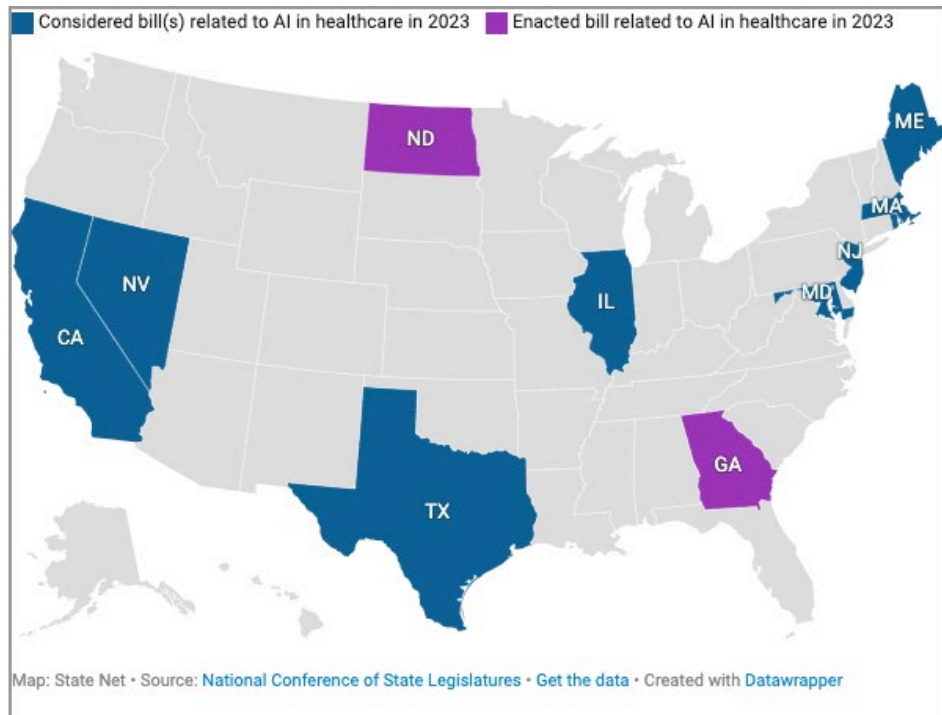 Considered bill(s) related to AI in healthcare in 2023 Enacted bill related to AI in healthcare in 2023
ND
ME
MA
NJ
NV
IL
MD
CA
GA
TX
Map: State Net • Source: National Conference of State Legislatures • Get the data • Created with Datawrapper